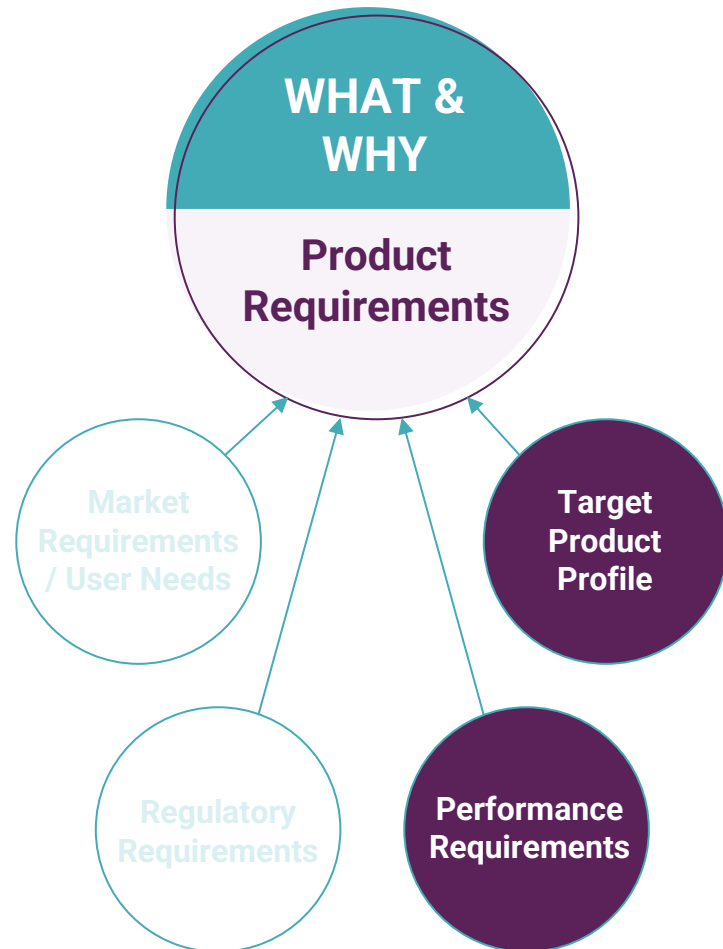 WHAT &
WHY
Product
Requirements
Market
Requirements
/ User Needs
Target
Product
Profile
Regulatory
Requirements
Performance
Requirements